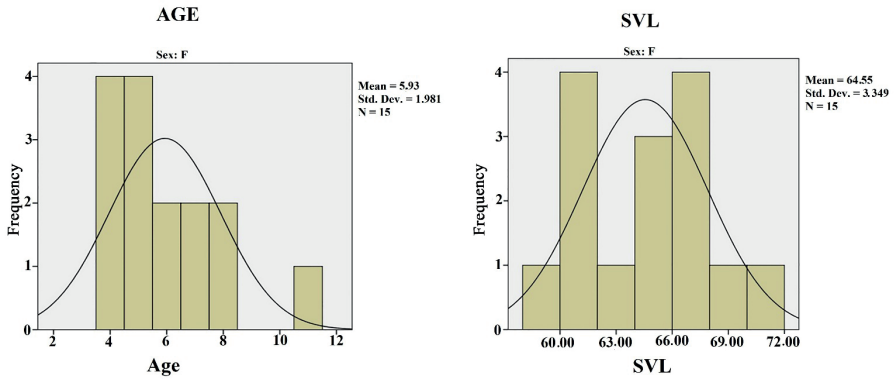 AGE
Sex: F
4
3
2
1
0
Frequency
2
4
6
8
10
12
Age
Mean = 5.93
Std. Dev. = 1.981
N = 15
SVL
Sex: F
4
3
2
1
0
Frequency
60.00
63.00
66.00
69.00
72.00
SVL
Mean = 64.55
Std. Dev. = 3.349
N = 15